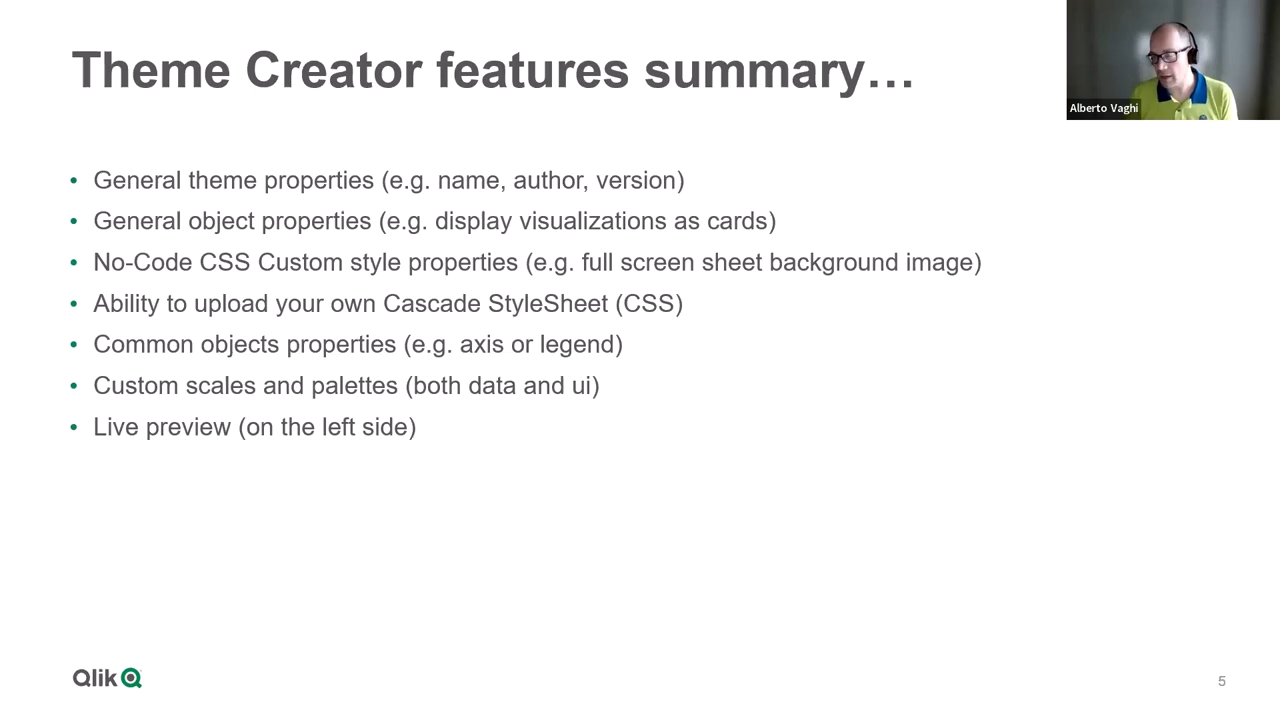 Theme Creator features summary…
Alberto Vaghi
• General theme properties (e.g. name, author, version)
• General object properties (e.g. display visualizations as cards)
• No-Code CSS Custom style properties (e.g. full screen sheet background image)
• Ability to upload your own Cascade StyleSheet (CSS)
• Common objects properties (e.g. axis or legend)
• Custom scales and palettes (both data and ui)
• Live preview (on the left side)
Qlik
5